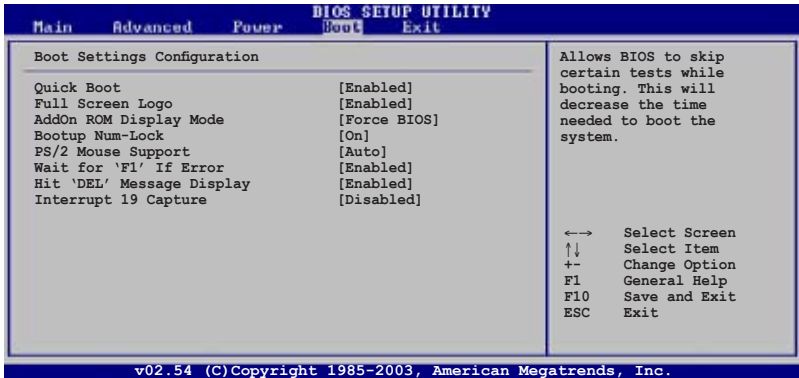 BIOS SETUP UTILITY
Main Advanced Power Boot Exit
Boot Settings Configuration
Quick Boot [Enabled]
Full Screen Logo [Enabled]
AddOn ROM Display Mode [Force BIOS]
Bootup Num-Lock [On]
PS/2 Mouse Support [Auto]
Wait for ‘F1’ If Error [Enabled]
Hit ‘DEL’ Message Display [Enabled]
Interrupt 19 Capture [Disabled]
Allows BIOS to skip
certain tests while
booting. This will
decrease the time
needed to boot the
system.
←→ Select Screen
↑↓ Select Item
+- Change Option
F1 General Help
F10 Save and Exit
ESC Exit
v02.54 (C)Copyright 1985-2003, American Megatrends, Inc.